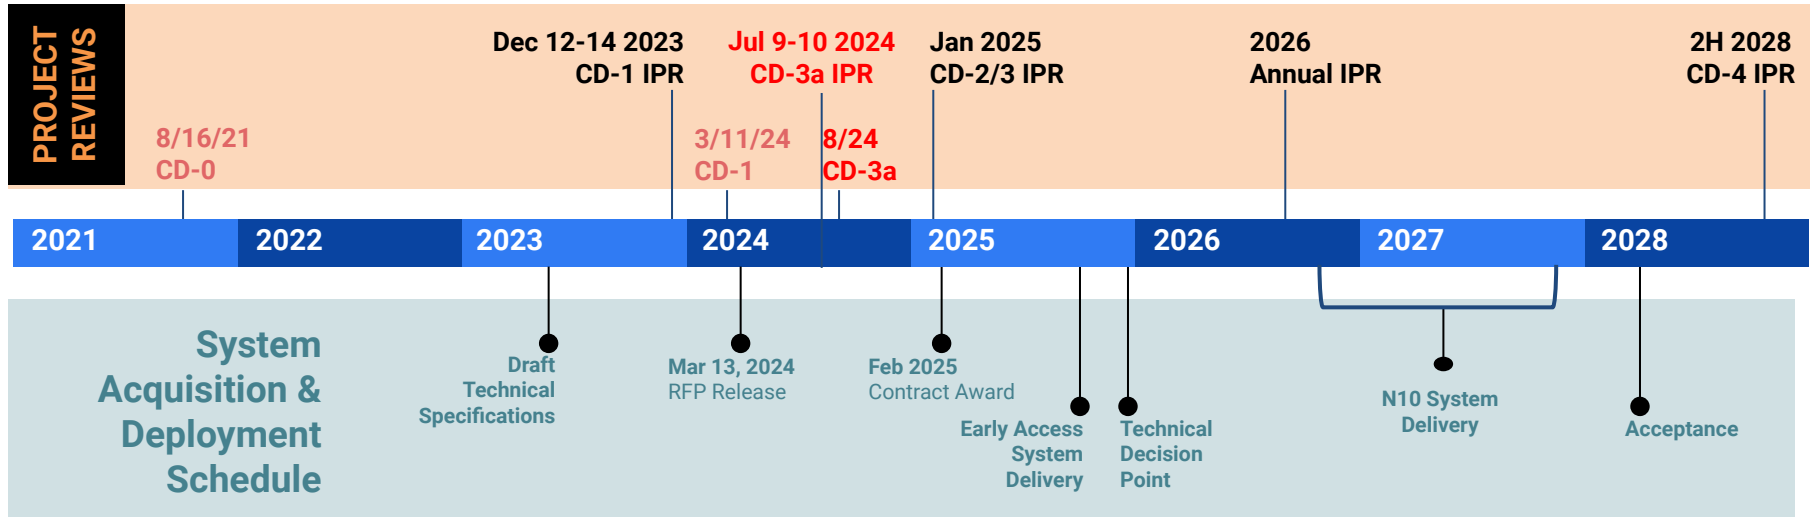 PROJECT
REVIEWS
Dec 12-14 2023
CD-1 IPR
Jul 9-10 2024
CD-3a IPR
Jan 2025
CD-2/3 IPR
2026
Annual IPR
2H 2028
CD-4 IPR
8/16/21
CD-0
3/11/24
CD-1
8/24
CD-3a
2021
2022
2023
2024
2025
2026
2027
2028
System
Acquisition &
Deployment
Schedule
Draft
Technical
Specifications
Mar 13, 2024
RFP Release
Feb 2025
Contract Award
Early Access
System
Delivery
Technical
Decision
Point
N10 System
Delivery
Acceptance